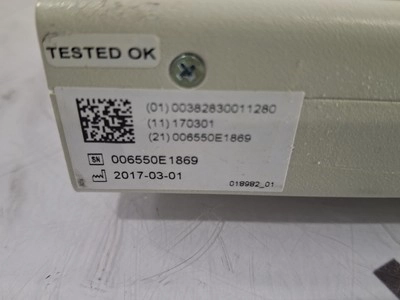 TESTED OK
(01) 00382830011280
(11) 170301
(21) 006550E1869
SN 006550E1869
2017-03-01
018982_01